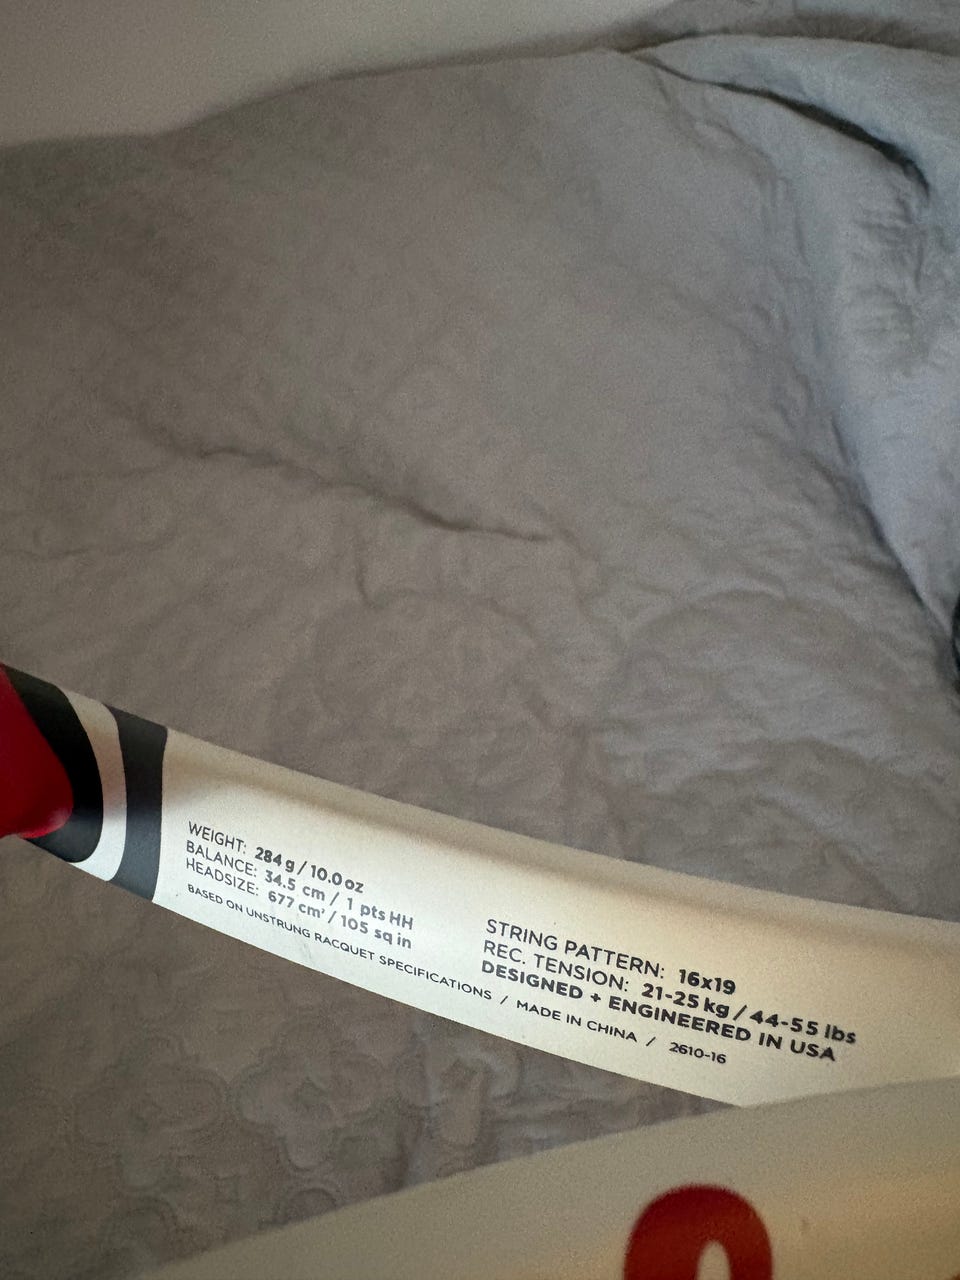 WEIGHT: 284 g / 10.0 oz
BALANCE: 34.5 cm / 1 pts HH
HEADSIZE: 677 cm² / 105 sq in
BASED ON UNSTRUNG RACQUET SPECIFICATIONS / MADE IN CHINA / 2610-16
STRING PATTERN: 16x19
REC. TENSION: 21-25 kg / 44-55 lbs
DESIGNED + ENGINEERED IN USA